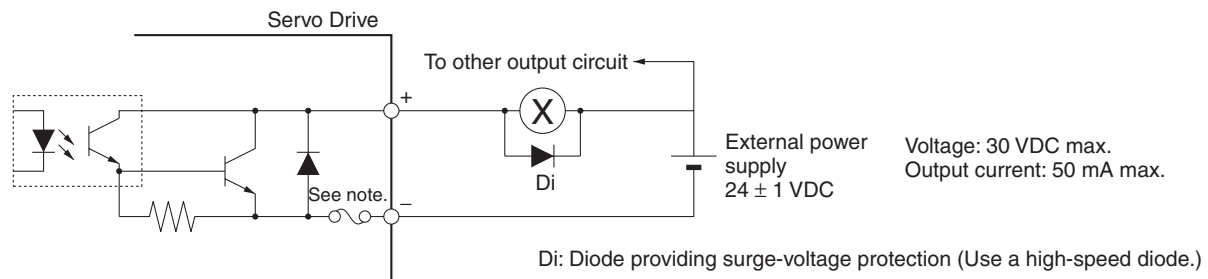 Servo Drive
To other output circuit
+
X
Di
See note.
−
External power
supply
24 ± 1 VDC
Voltage: 30 VDC max.
Output current: 50 mA max.
Di: Diode providing surge-voltage protection (Use a high-speed diode.)